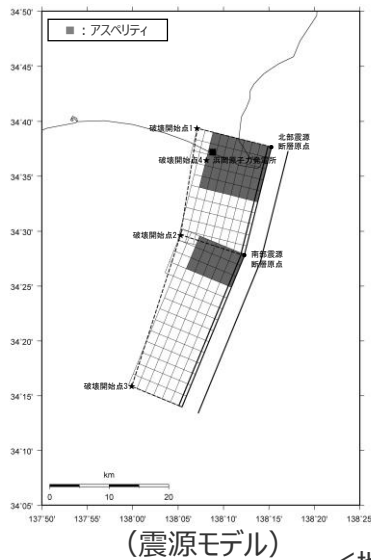 ■ : アスペリティ
34˚50'
34˚40'
34˚35'
34˚30'
34˚25'
34˚20'
34˚15'
34˚10'
34˚05'
破壊開始点1★
北部震源
断層原点
破壊開始点4★ 浜岡原子力発電所
破壊開始点2★
南部震源
断層原点
破壊開始点3★
km
0 10 20
137˚50' 137˚55' 138˚00' 138˚05' 138˚10' 138˚15' 138˚20' 138˚25'
(震源モデル)